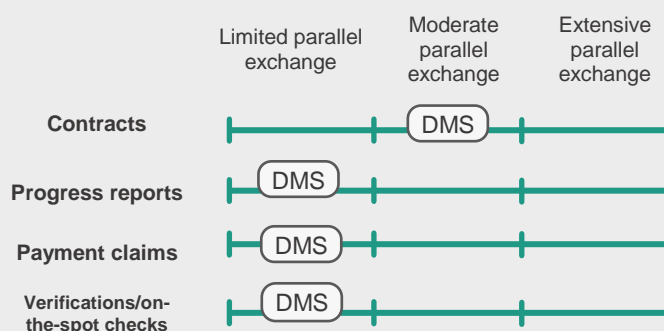 Limited parallel
exchange
Moderate
parallel
exchange
Extensive
parallel
exchange
Contracts
DMS
Progress reports
DMS
Payment claims
DMS
Verifications/on-
the-spot checks
DMS